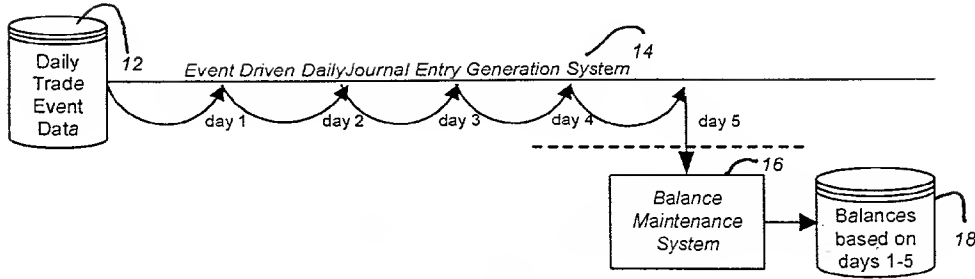 Daily
Trade
Event
Data
12
Event Driven DailyJournal Entry Generation System
14
day 1
day 2
day 3
day 4
day 5
Balance
Maintenance
System
16
Balances
based on
days 1-5
18